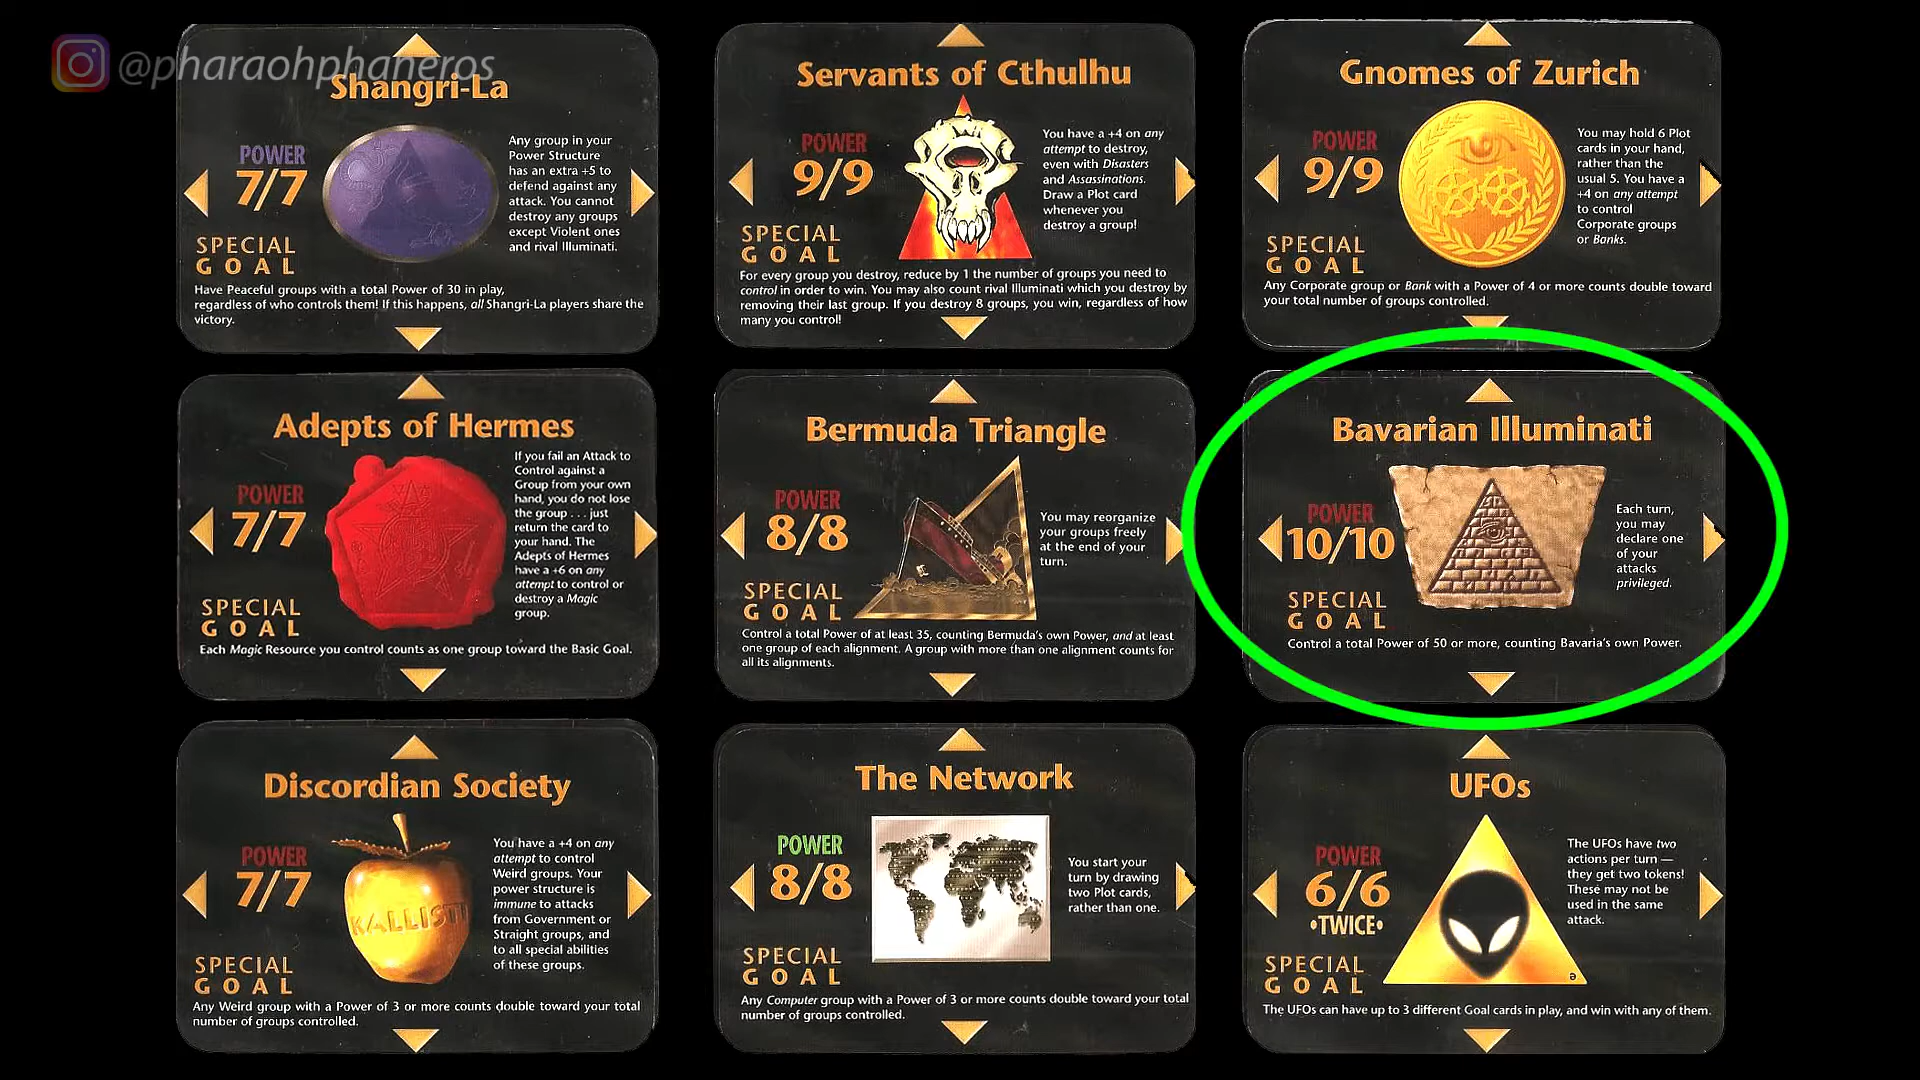 @pharaohphaneros
Shangri-La
POWER
7/7
SPECIAL
GOAL
Any group in your
Power Structure
has an extra +5 to
defend against any
attack. You cannot
destroy any groups
except Violent ones
and rival Illuminati.
Have Peaceful groups with a total Power of 30 in play,
regardless of who controls them! If this happens, all Shangri-La players share the
victory.
Servants of Cthulhu
POWER
9/9
SPECIAL
GOAL
You have a +4 on any
attempt to destroy,
even with Disasters
and Assassinations.
Draw a Plot card
whenever you
destroy a group!
For every group you destroy, reduce by 1 the number of groups you need to
control in order to win. You may also count rival Illuminati which you destroy by
removing their last group. If you destroy 8 groups, you win, regardless of how
many you control!
Gnomes of Zurich
POWER
9/9
SPECIAL
GOAL
You may hold 6 Plot
cards in your hand,
rather than the
usual 5. You have a
+4 on any attempt
to control
Corporate groups
or Banks.
Any Corporate group or Bank with a Power of 4 or more counts double toward
your total number of groups controlled.
Adepts of Hermes
POWER
7/7
SPECIAL
GOAL
If you fail an Attack to
Control against a
Group from your own
hand, you do not lose
the group . . . just
return the card to
your hand. The
Adepts of Hermes
have a +6 on any
attempt to control or
destroy a Magic
group.
Each Magic Resource you control counts as one group toward the Basic Goal.
Bermuda Triangle
POWER
8/8
SPECIAL
GOAL
You may reorganize
your groups freely
at the end of your
turn.
Control a total Power of at least 35, counting Bermuda's own Power, and at least
one group of each alignment. A group with more than one alignment counts for
all its alignments.
Bavarian Illuminati
POWER
10/10
SPECIAL
GOAL
Each turn,
you may
declare one
of your
attacks
privileged.
Control a total Power of 50 or more, counting Bavaria's own Power.
Discordian Society
POWER
7/7
SPECIAL
GOAL
KALLISTI
You have a +4 on any
attempt to control
Weird groups. Your
power structure is
immune to attacks
from Government or
Straight groups, and
to all special abilities
of these groups.
Any Weird group with a Power of 3 or more counts double toward your total
number of groups controlled.
The Network
POWER
8/8
SPECIAL
GOAL
You start your
turn by drawing
two Plot cards,
rather than one.
Any Computer group with a Power of 3 or more counts double toward your total
number of groups controlled.
UFOs
POWER
6/6
•TWICE•
SPECIAL
GOAL
The UFOs have two
actions per turn —
they get two tokens!
These may not be
used in the same
attack.
The UFOs can have up to 3 different Goal cards in play, and win with any of them.